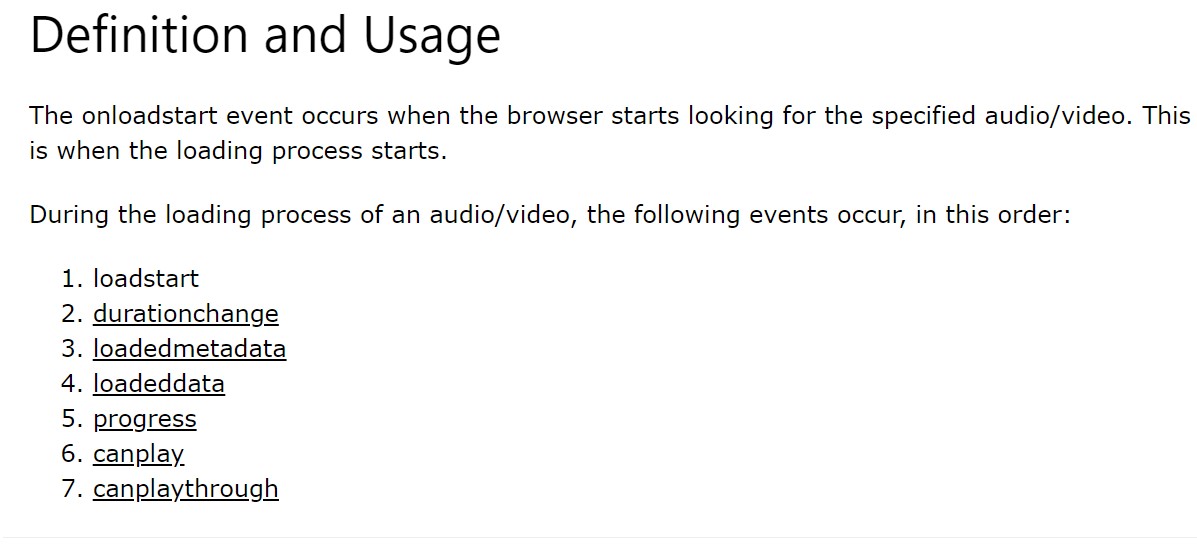 Definition and Usage
The onloadstart event occurs when the browser starts looking for the specified audio/video. This
is when the loading process starts.
During the loading process of an audio/video, the following events occur, in this order:
1. loadstart
2. durationchange
3. loadedmetadata
4. loadeddata
5. progress
6. canplay
7. canplaythrough